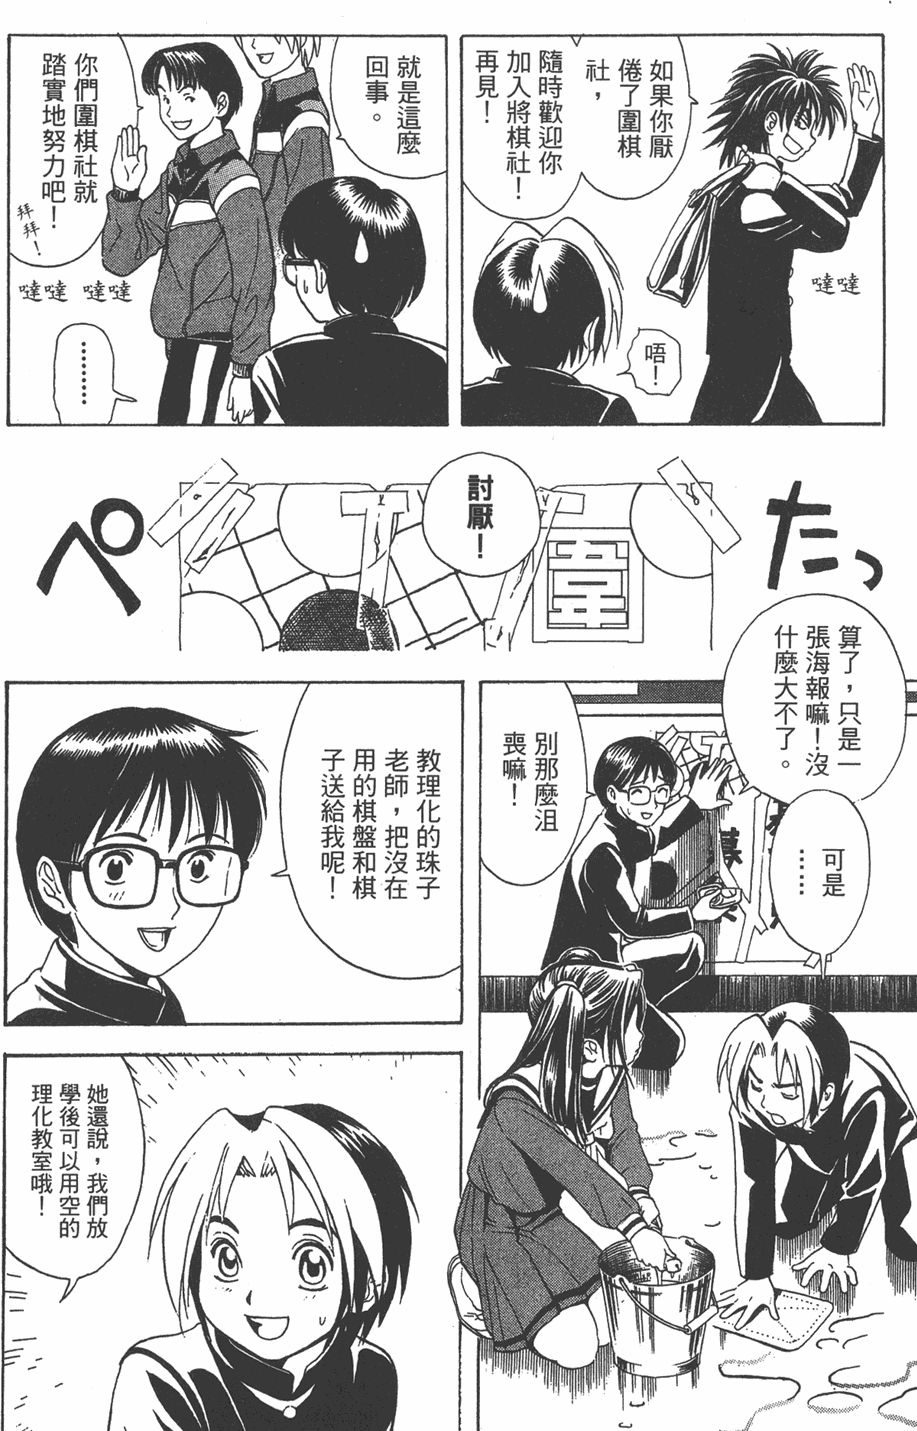 如果你厭
倦了圍棋
社，
隨時歡迎你
加入將棋社！
再見！
噠噠
唔！
就是這麼
回事。
你們圍棋社就
踏實地努力吧！
拜拜！
噠噠 噠噠
………
たっ
討厭！
韋
ペ
算了，只是一
張海報嘛！沒
什麼大不了。
可是
……
別那麼沮
喪嘛！
教理化的珠子
老師，把沒在
用的棋盤和棋
子送給我呢！
她還說，我們放
學後可以用空的
理化教室哦！